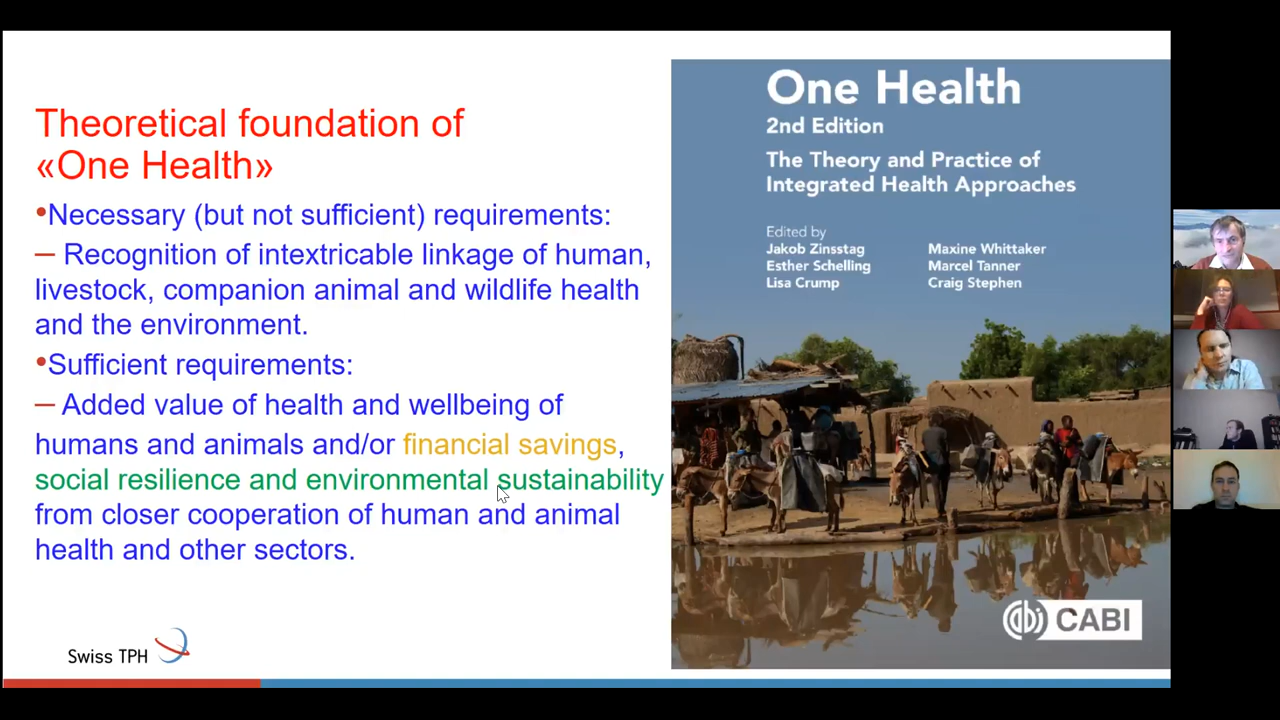 Theoretical foundation of
«One Health»
•Necessary (but not sufficient) requirements:
– Recognition of intextricable linkage of human,
livestock, companion animal and wildlife health
and the environment.
•Sufficient requirements:
– Added value of health and wellbeing of
humans and animals and/or financial savings,
social resilience and environmental sustainability
from closer cooperation of human and animal
health and other sectors.
Swiss TPH
One Health
2nd Edition
The Theory and Practice of
Integrated Health Approaches
Edited by
Jakob Zinsstag
Esther Schelling
Lisa Crump
Maxine Whittaker
Marcel Tanner
Craig Stephen
CABI